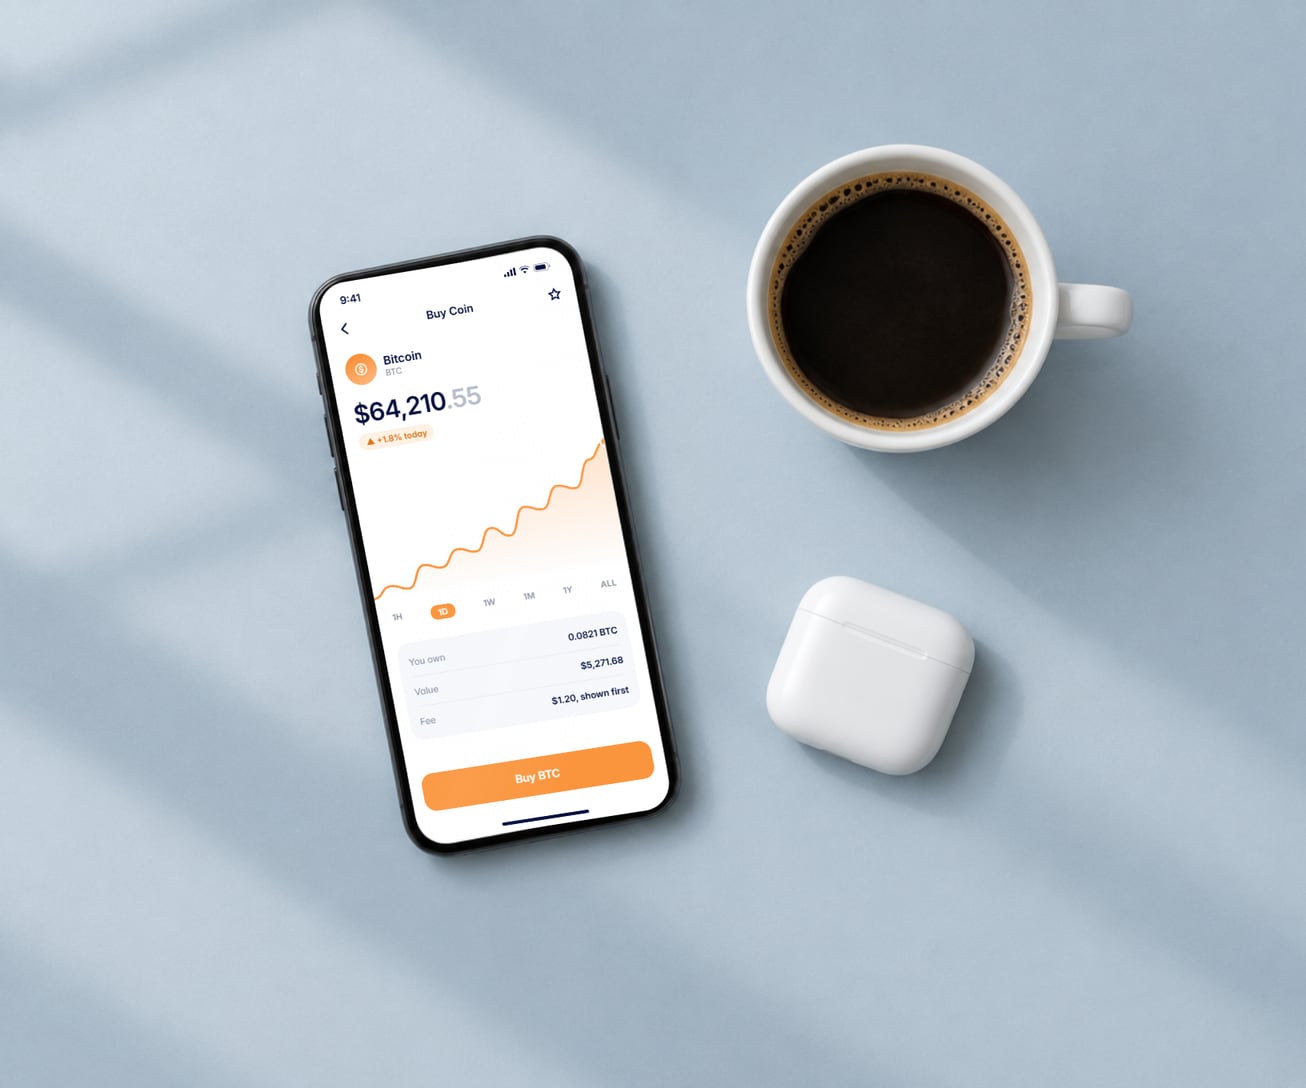 9:41
Buy Coin
Bitcoin
BTC
$64,210.55
▲ +1.8% today
1H 1D 1W 1M 1Y ALL
You own 0.0821 BTC
Value $5,271.68
Fee $1.20, shown first
Buy BTC